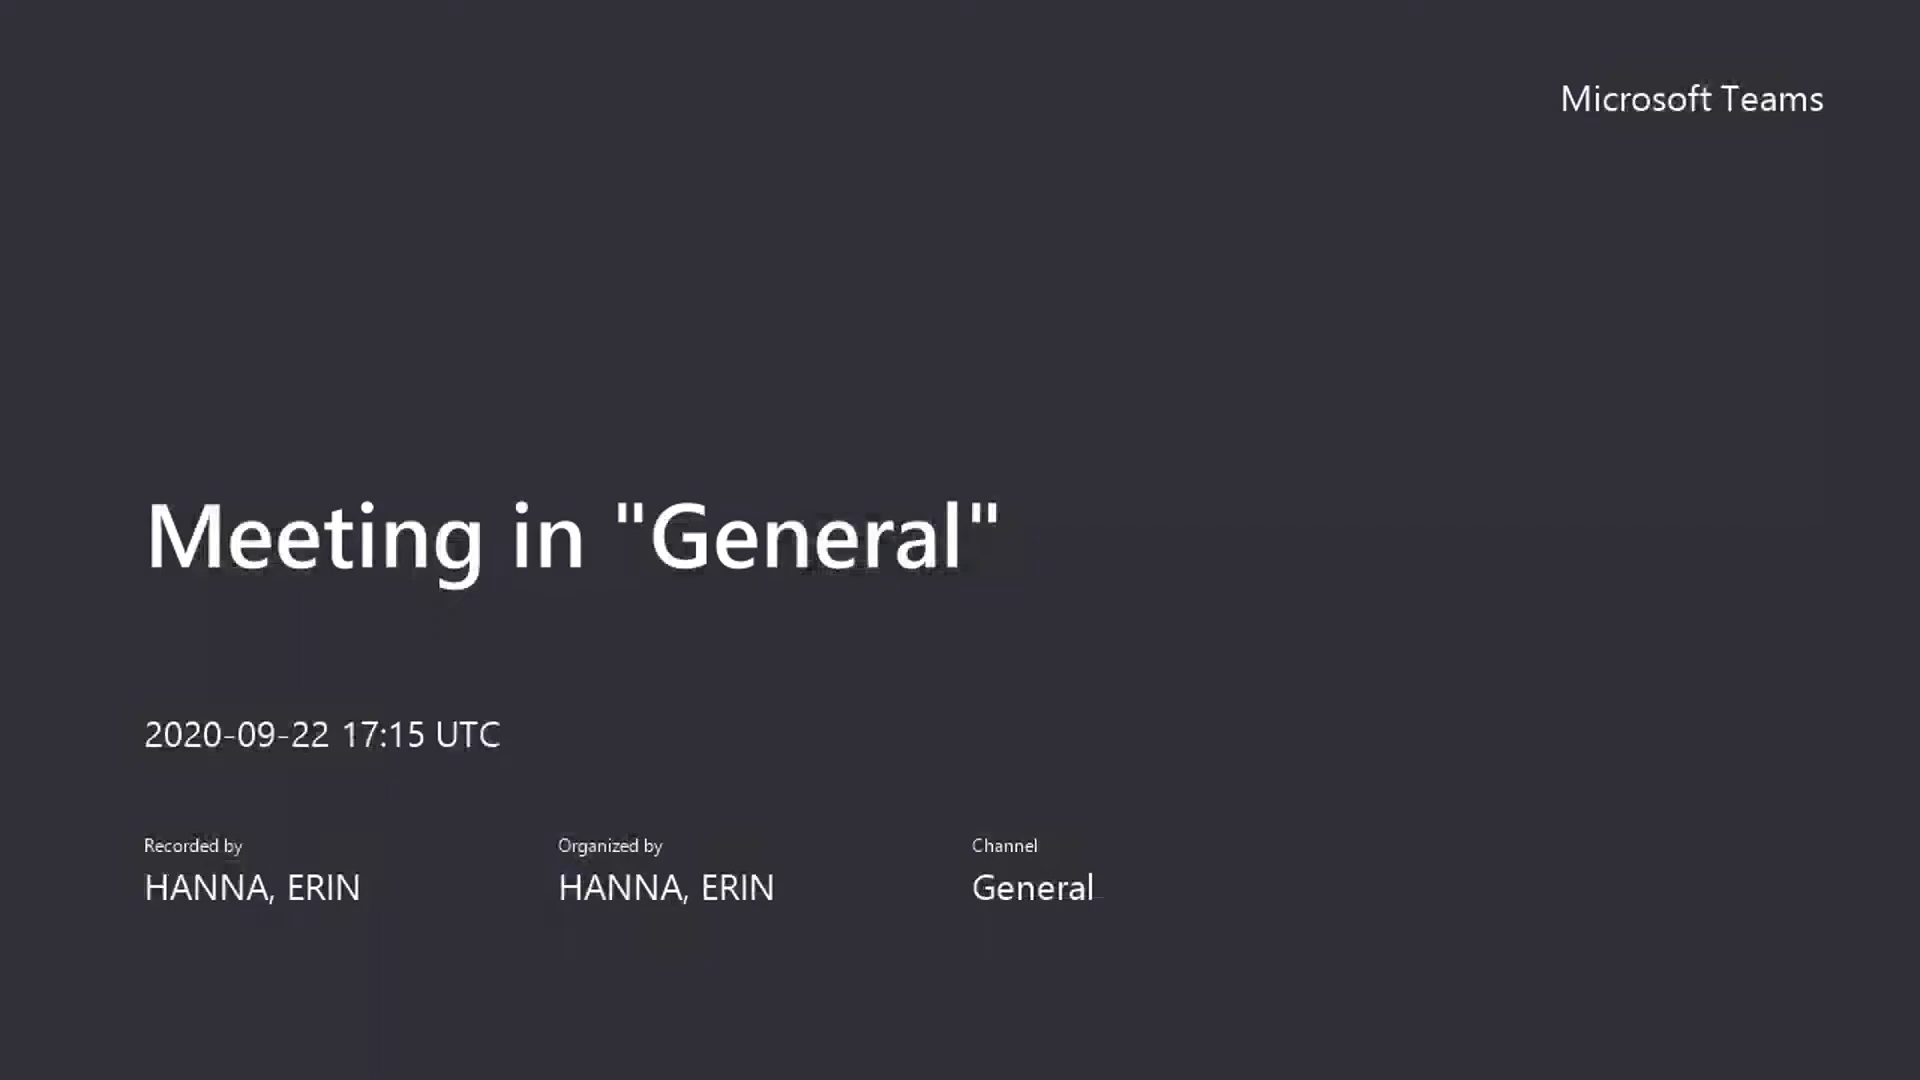 Microsoft Teams
Meeting in "General"
2020-09-22 17:15 UTC
Recorded by
HANNA, ERIN
Organized by
HANNA, ERIN
Channel
General